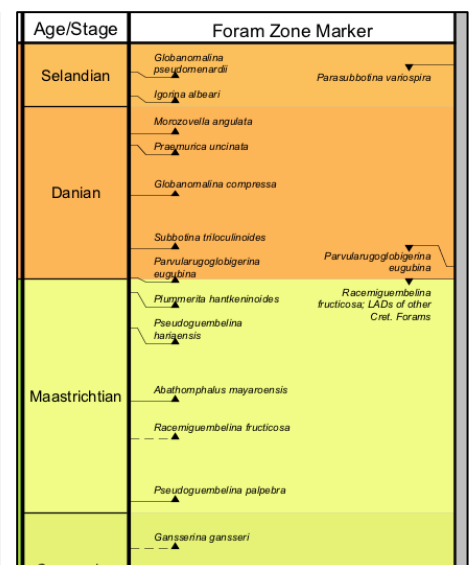 Age/Stage
Foram Zone Marker
Selandian
Globanomalina
pseudomenardii
Parasubbotina variospira
Igorina albeari
Danian
Morozovella angulata
Praemurica uncinata
Globanomalina compressa
Subbotina triloculinoides
Parvularugoglobigerina
eugubina
Parvularugoglobigerina
eugubina
Maastrichtian
Plummerita hantkeninoides
Racemiguembelina
fructicosa; LADs of other
Cret. Forams
Pseudoguembelina
hariaensis
Abathomphalus mayaroensis
Racemiguembelina fructicosa
Pseudoguembelina palpebra
Gansserina gansseri